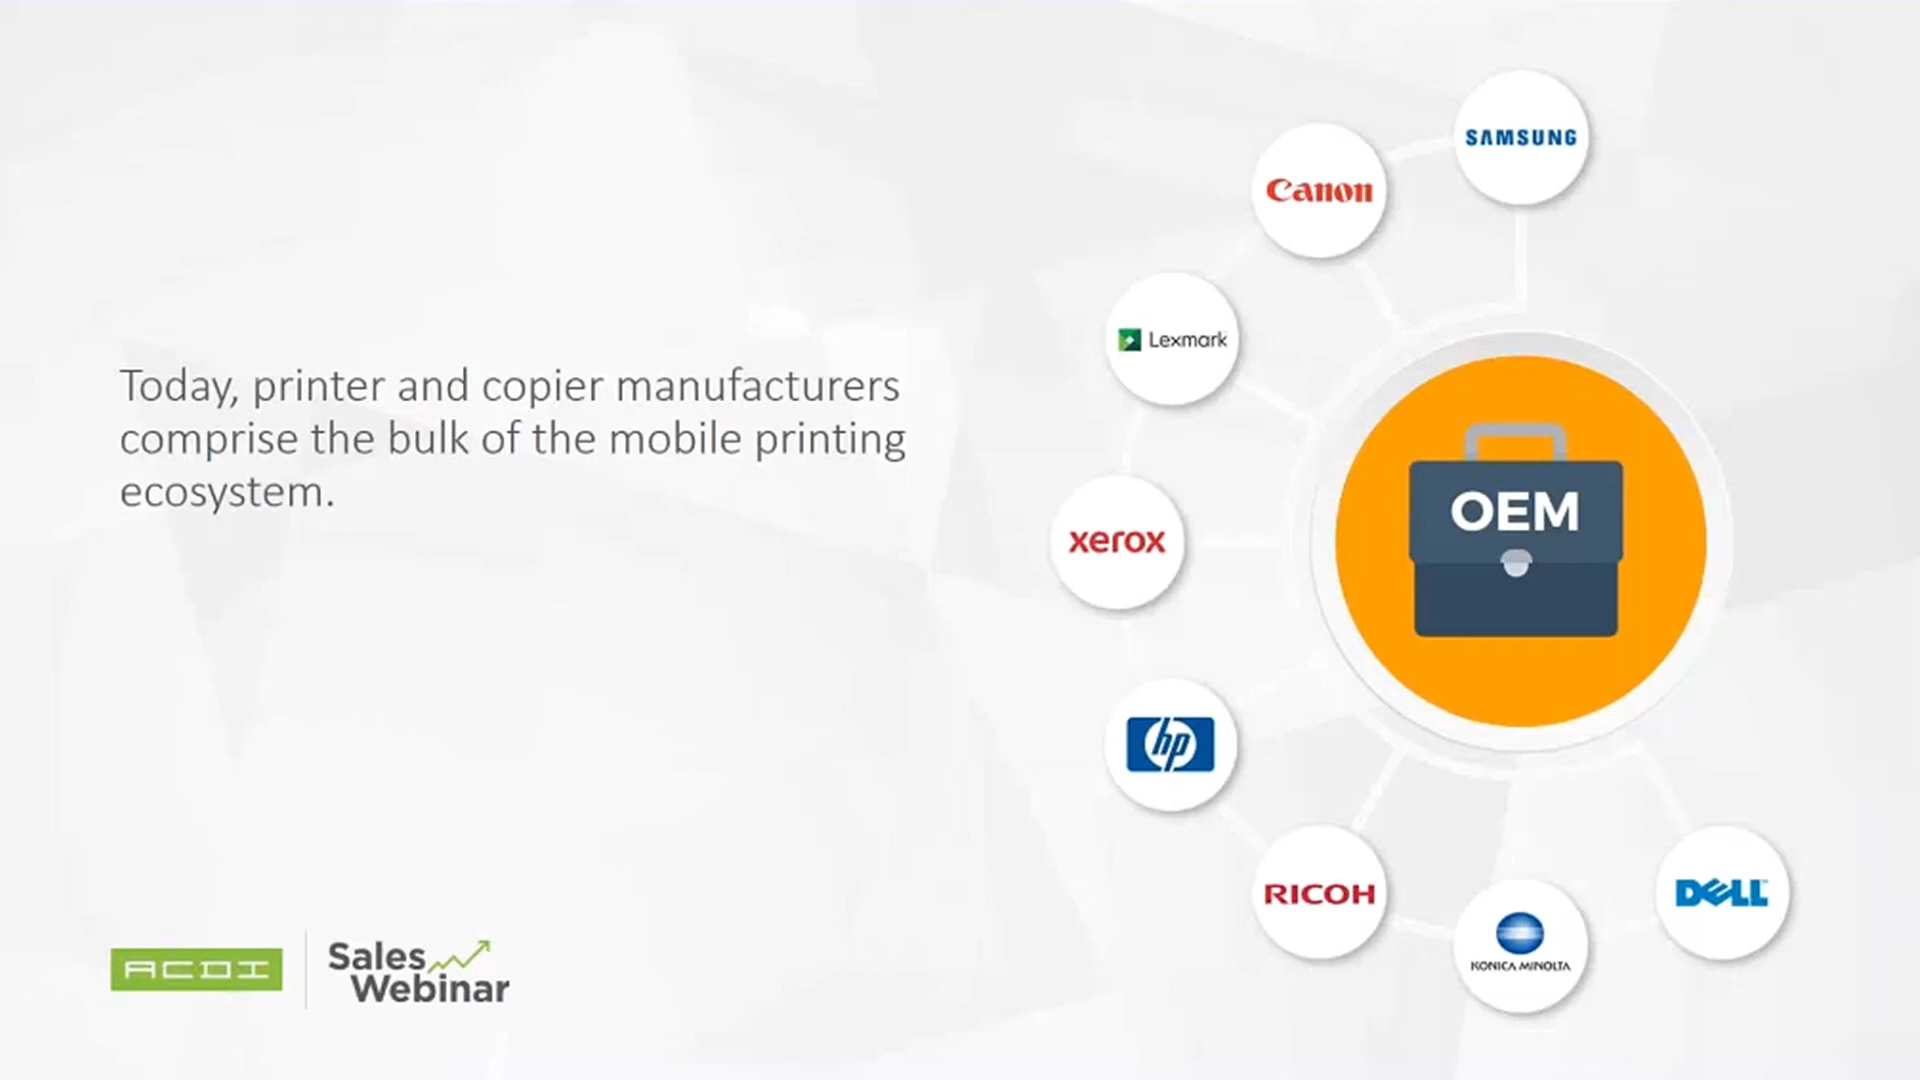 Today, printer and copier manufacturers
comprise the bulk of the mobile printing
ecosystem.
SAMSUNG
Canon
Lexmark
xerox
OEM
hp
RICOH
KONICA MINOLTA
DELL
ACDI
Sales
Webinar